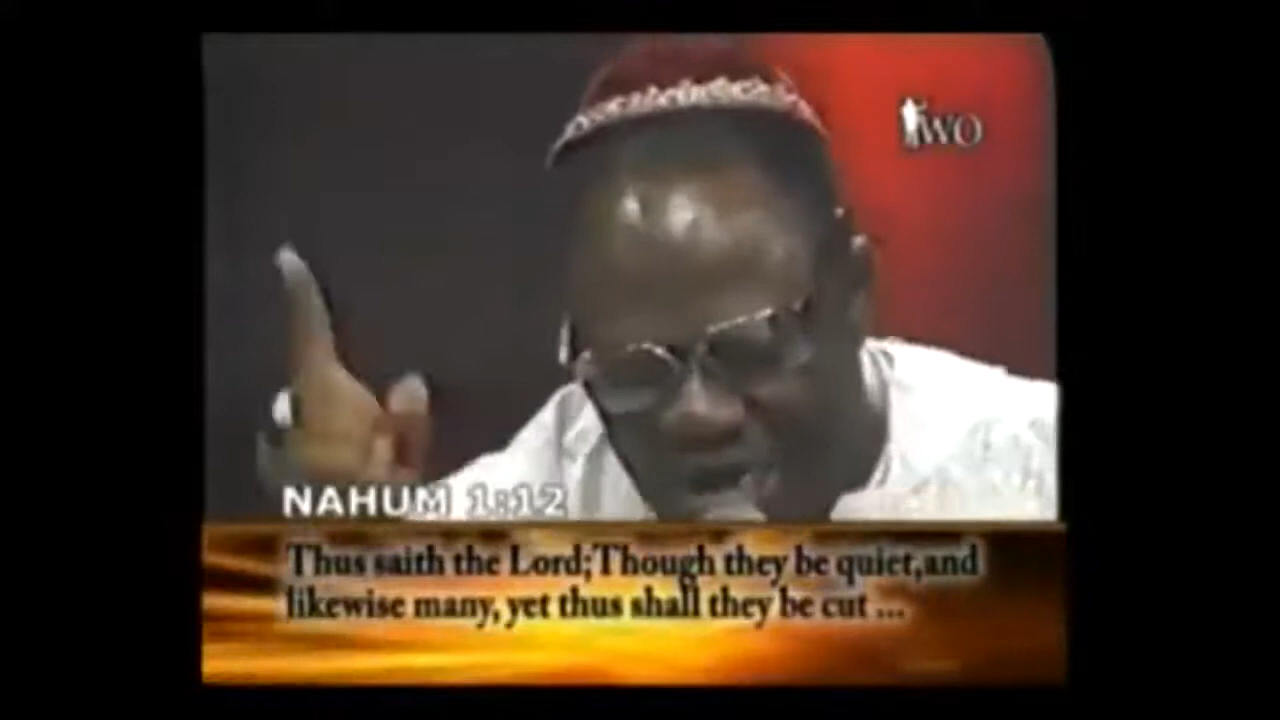 TWO
NAHUM 1:12
Thus saith the Lord;Though they be quiet,and
likewise many, yet thus shall they be cut ...